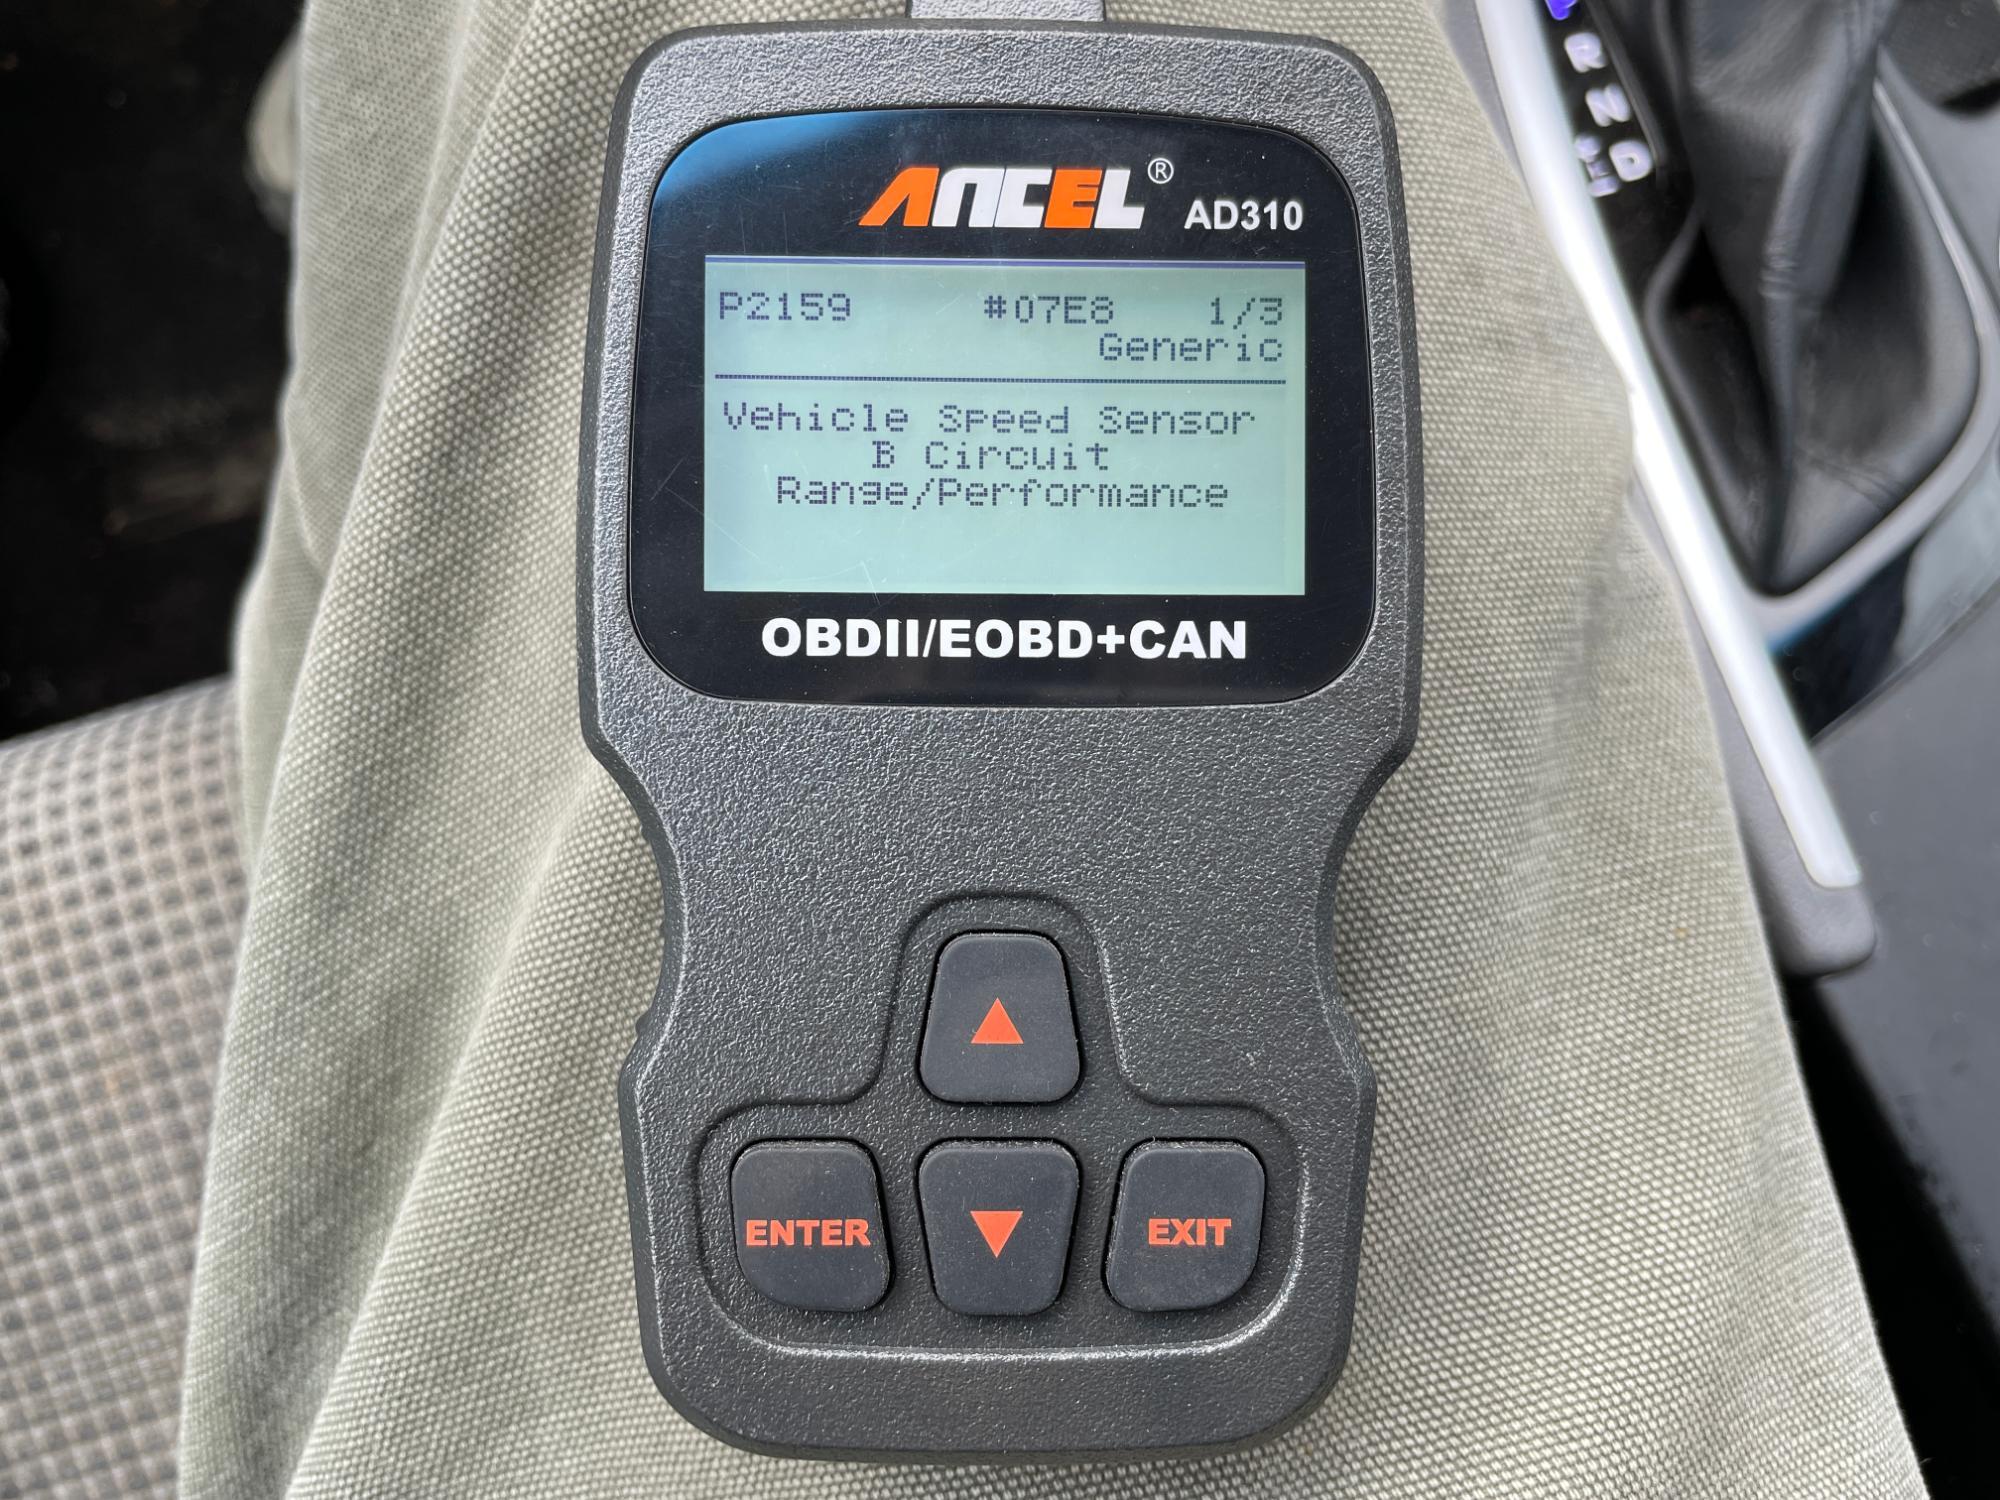 ANCEL® AD310
P2159 #07E8 1/3
Generic
Vehicle Speed Sensor
B Circuit
Range/Performance
OBDII/EOBD+CAN
ENTER EXIT
R
N
D